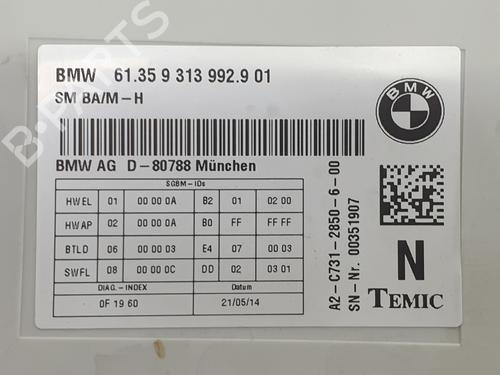 BMW 61.35 9 313 992.9 01
SM BA/M-H
BMW
BMW AG D-80788 München
SGBM-IDs
HWEL 01 00 00 0A B2 01 02 00
HWAP 02 00 00 0A B0 FF FF FF
BTLD 06 00 00 03 E4 07 00 03
SWFL 08 00 00 0C DD 02 03 01
DIAG.-INDEX Datum
0F 19 60 21/05/14
A2-C731-2850-6-00
SN-Nr. 00351907
N
TEMIC
B-PARTS